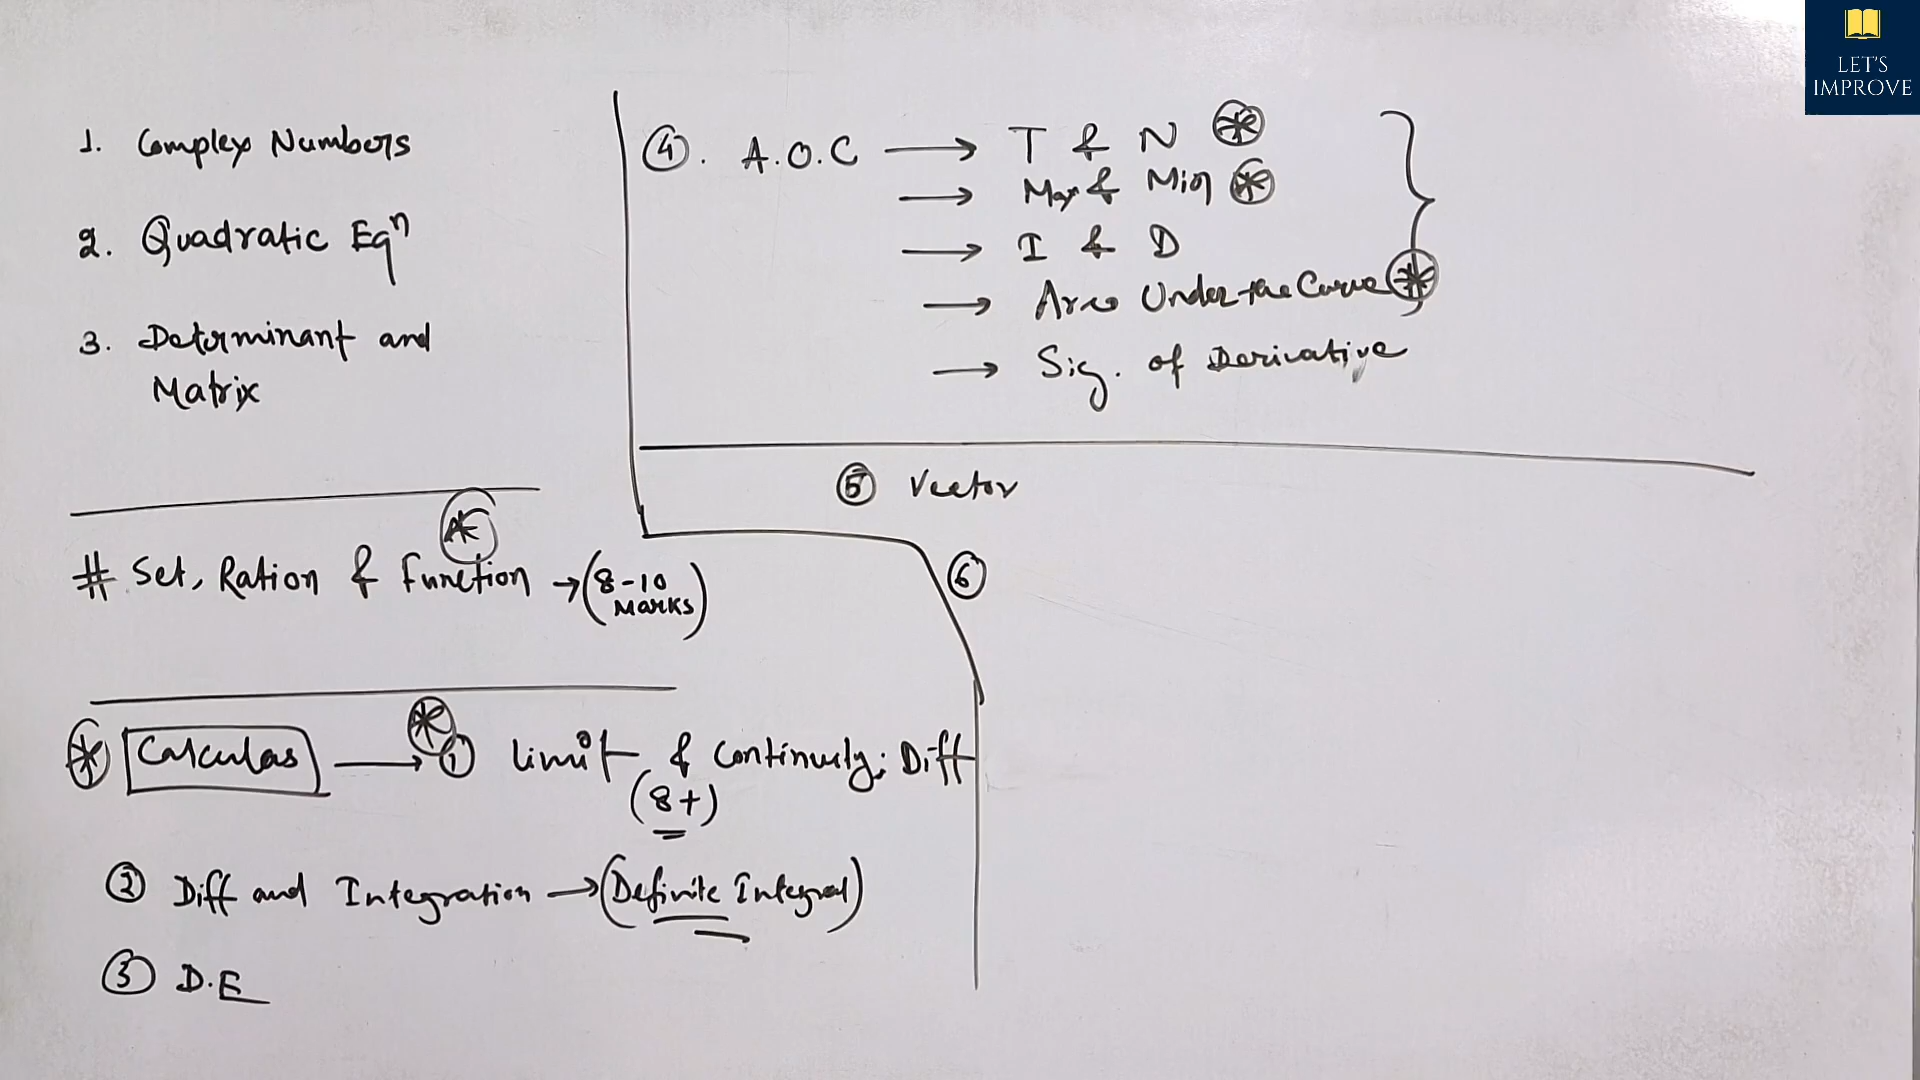 LET'S
IMPROVE
1. Complex Numbers
2. Quadratic Eqⁿ
3. Determinant and
Matrix
# Set, Ration & Function → (8-10
Marks)
Calculas → ① Limit & Continuity; Diff
(8+)
② Diff and Integration → (Definite Integral)
③ D.E
④. A.O.C → T & N
→ Max & Min
→ I & D
→ Area Under the Curve
→ Sig. of Derivative
⑤ Vector
⑥